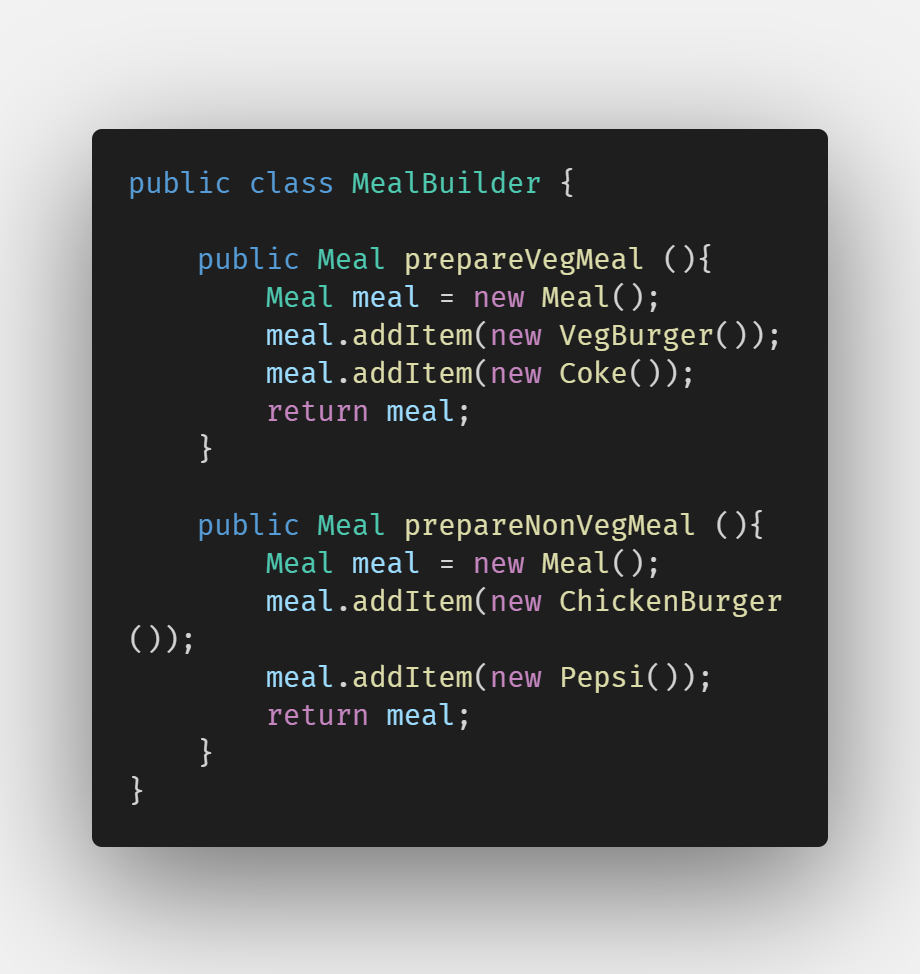 public class MealBuilder {
    public Meal prepareVegMeal (){
        Meal meal = new Meal();
        meal.addItem(new VegBurger());
        meal.addItem(new Coke());
        return meal;
    }
    public Meal prepareNonVegMeal (){
        Meal meal = new Meal();
        meal.addItem(new ChickenBurger
());
        meal.addItem(new Pepsi());
        return meal;
    }
}